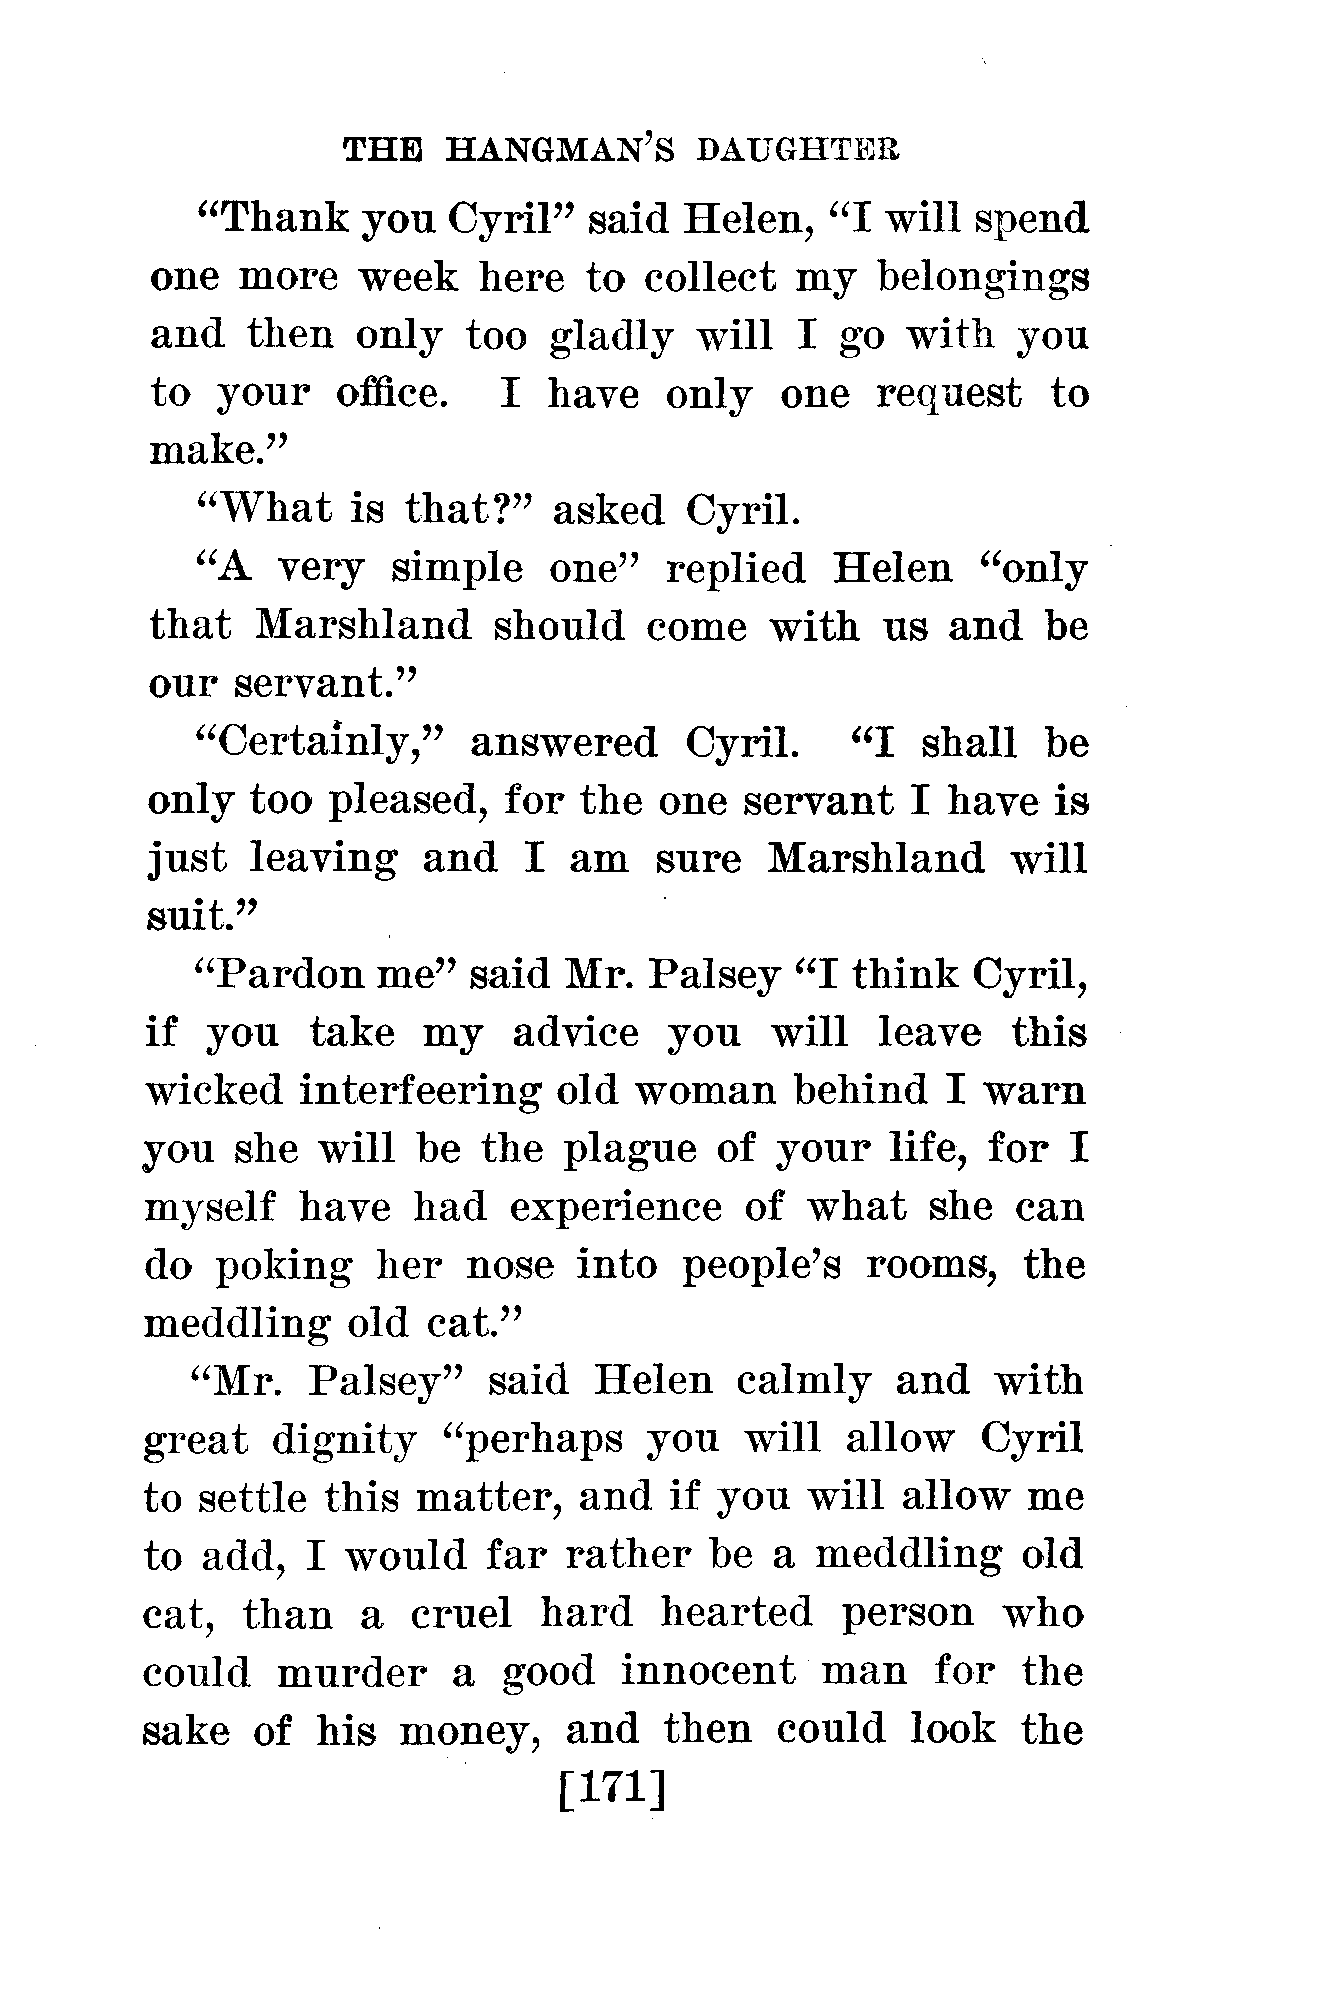 THE HANGMAN'S DAUGHTER
“Thank you Cyril” said Helen, “I will spend
one more week here to collect my belongings
and then only too gladly will I go with you
to your office. I have only one request to
make.”
“What is that?” asked Cyril.
“A very simple one” replied Helen “only
that Marshland should come with us and be
our servant.”
“Certainly,” answered Cyril. “I shall be
only too pleased, for the one servant I have is
just leaving and I am sure Marshland will
suit.”
“Pardon me” said Mr. Palsey “I think Cyril,
if you take my advice you will leave this
wicked interfeering old woman behind I warn
you she will be the plague of your life, for I
myself have had experience of what she can
do poking her nose into people's rooms, the
meddling old cat.”
“Mr. Palsey” said Helen calmly and with
great dignity “perhaps you will allow Cyril
to settle this matter, and if you will allow me
to add, I would far rather be a meddling old
cat, than a cruel hard hearted person who
could murder a good innocent man for the
sake of his money, and then could look the
[171]